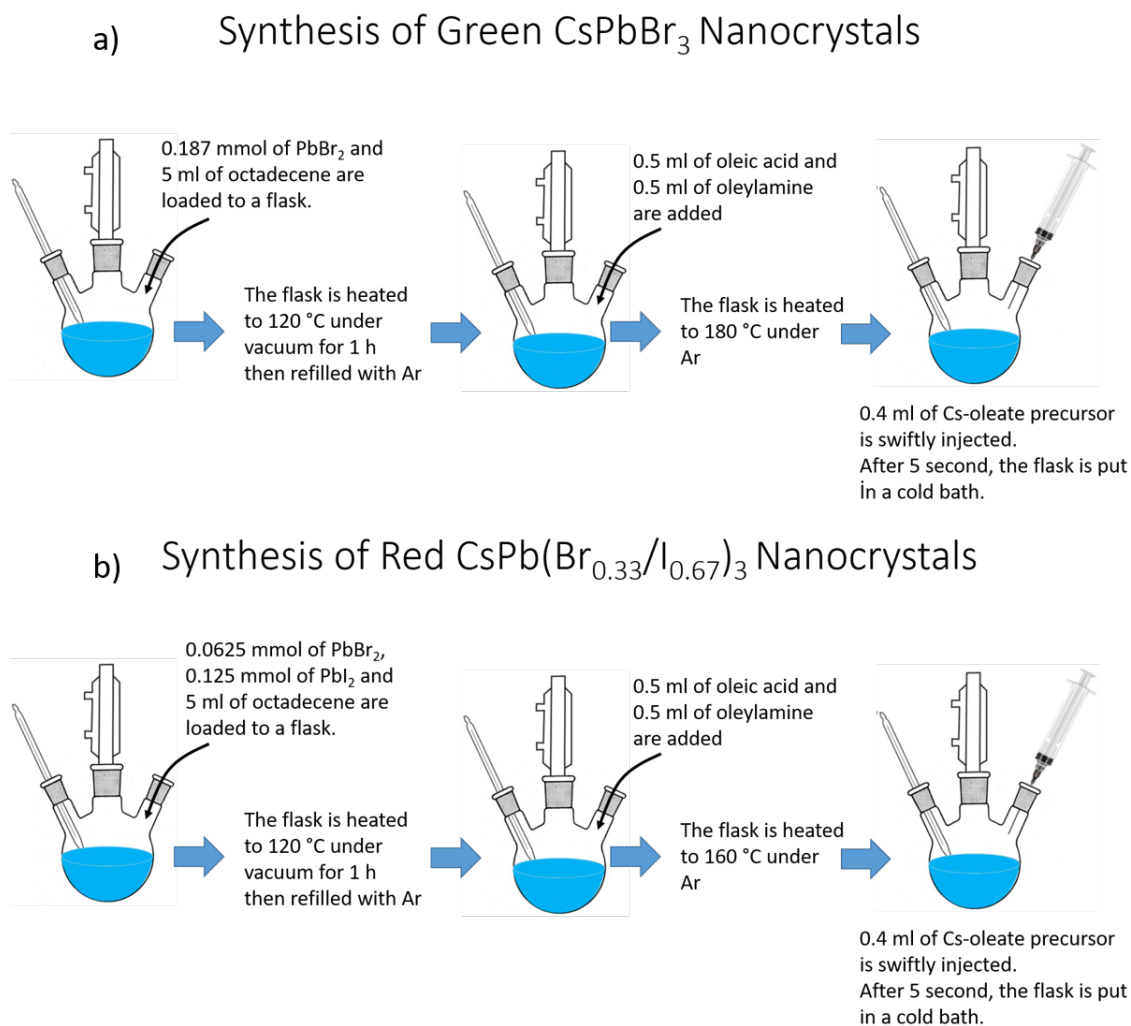 a) Synthesis of Green CsPbBr₃ Nanocrystals
0.187 mmol of PbBr₂ and
5 ml of octadecene are
loaded to a flask.
The flask is heated
to 120 °C under
vacuum for 1 h
then refilled with Ar
0.5 ml of oleic acid and
0.5 ml of oleylamine
are added
The flask is heated
to 180 °C under
Ar
0.4 ml of Cs-oleate precursor
is swiftly injected.
After 5 second, the flask is put
İn a cold bath.
b) Synthesis of Red CsPb(Br₀.₃₃/I₀.₆₇)₃ Nanocrystals
0.0625 mmol of PbBr₂,
0.125 mmol of PbI₂ and
5 ml of octadecene are
loaded to a flask.
The flask is heated
to 120 °C under
vacuum for 1 h
then refilled with Ar
0.5 ml of oleic acid and
0.5 ml of oleylamine
are added
The flask is heated
to 160 °C under
Ar
0.4 ml of Cs-oleate precursor
is swiftly injected.
After 5 second, the flask is put
in a cold bath.